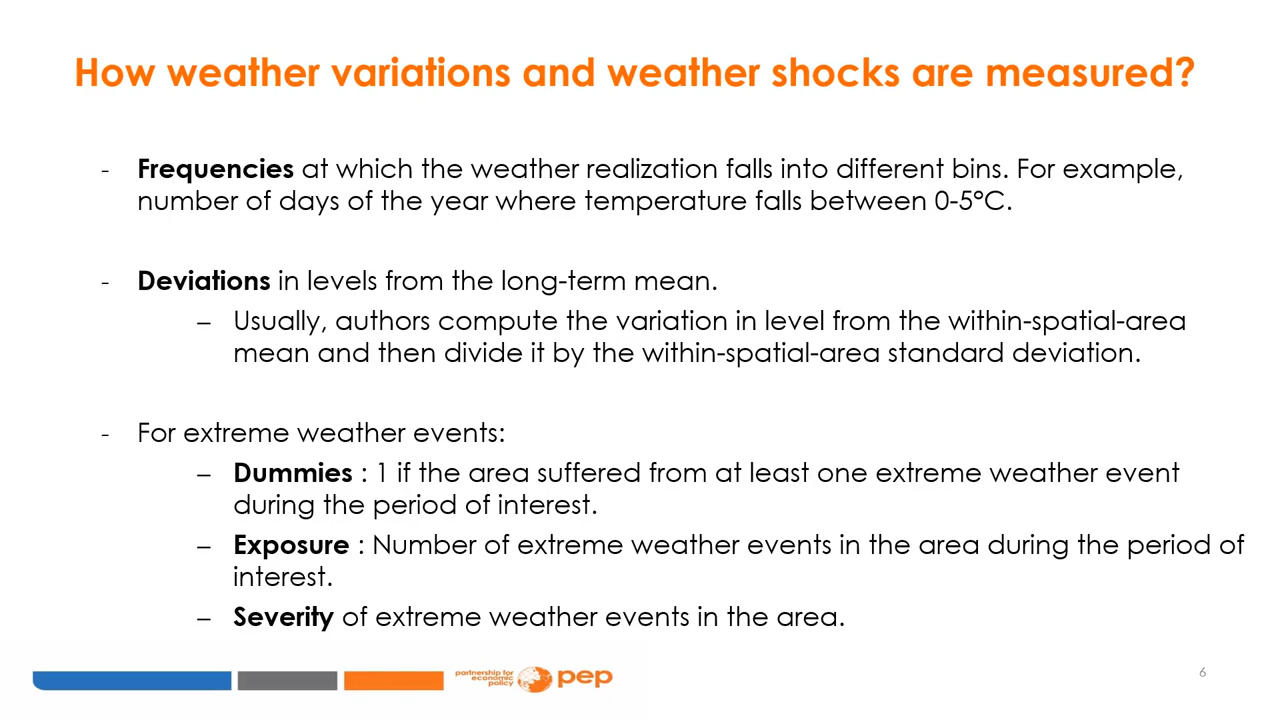 How weather variations and weather shocks are measured?
- Frequencies at which the weather realization falls into different bins. For example,
number of days of the year where temperature falls between 0-5°C.
- Deviations in levels from the long-term mean.
– Usually, authors compute the variation in level from the within-spatial-area
mean and then divide it by the within-spatial-area standard deviation.
- For extreme weather events:
– Dummies : 1 if the area suffered from at least one extreme weather event
during the period of interest.
– Exposure : Number of extreme weather events in the area during the period of
interest.
– Severity of extreme weather events in the area.
partnership for
economic
policy
pep
6